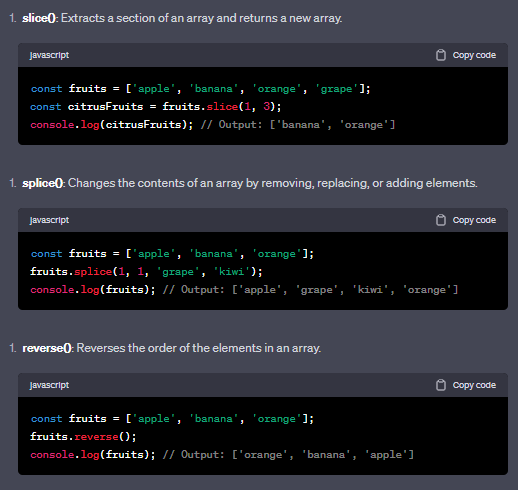 1. slice(): Extracts a section of an array and returns a new array.
javascript Copy code
const fruits = ['apple', 'banana', 'orange', 'grape'];
const citrusFruits = fruits.slice(1, 3);
console.log(citrusFruits); // Output: ['banana', 'orange']
1. splice(): Changes the contents of an array by removing, replacing, or adding elements.
javascript Copy code
const fruits = ['apple', 'banana', 'orange'];
fruits.splice(1, 1, 'grape', 'kiwi');
console.log(fruits); // Output: ['apple', 'grape', 'kiwi', 'orange']
1. reverse(): Reverses the order of the elements in an array.
javascript Copy code
const fruits = ['apple', 'banana', 'orange'];
fruits.reverse();
console.log(fruits); // Output: ['orange', 'banana', 'apple']